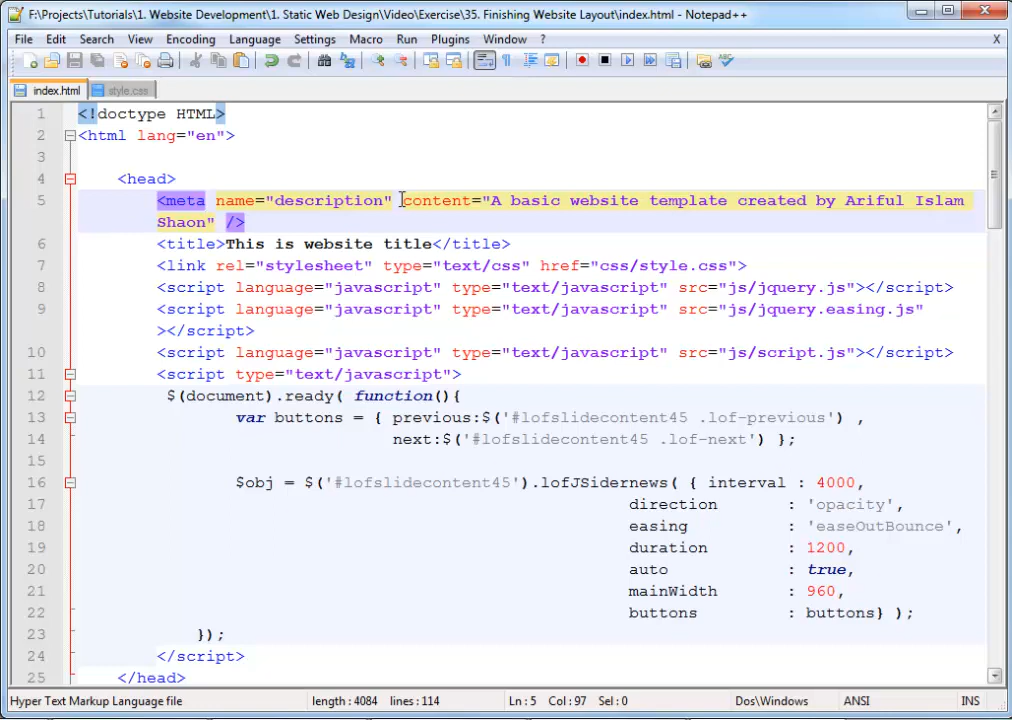 F:\Projects\Tutorials\1. Website Development\1. Static Web Design\Video\Exercise\35. Finishing Website Layout\index.html - Notepad++
File Edit Search View Encoding Language Settings Macro Run Plugins Window ? X
index.html style.css
1 <!doctype HTML>
2 <html lang="en">
3
4 <head>
5 <meta name="description" content="A basic website template created by Ariful Islam
Shaon" />
6 <title>This is website title</title>
7 <link rel="stylesheet" type="text/css" href="css/style.css">
8 <script language="javascript" type="text/javascript" src="js/jquery.js"></script>
9 <script language="javascript" type="text/javascript" src="js/jquery.easing.js"
></script>
10 <script language="javascript" type="text/javascript" src="js/script.js"></script>
11 <script type="text/javascript">
12 $(document).ready( function(){
13 var buttons = { previous:$('#lofslidecontent45 .lof-previous') ,
14 next:$('#lofslidecontent45 .lof-next') };
15
16 $obj = $('#lofslidecontent45').lofJSidernews( { interval : 4000,
17 direction : 'opacity',
18 easing : 'easeOutBounce',
19 duration : 1200,
20 auto : true,
21 mainWidth : 960,
22 buttons : buttons} );
23 });
24 </script>
25 </head>
Hyper Text Markup Language file length : 4084 lines : 114 Ln : 5 Col : 97 Sel : 0 Dos\Windows ANSI INS